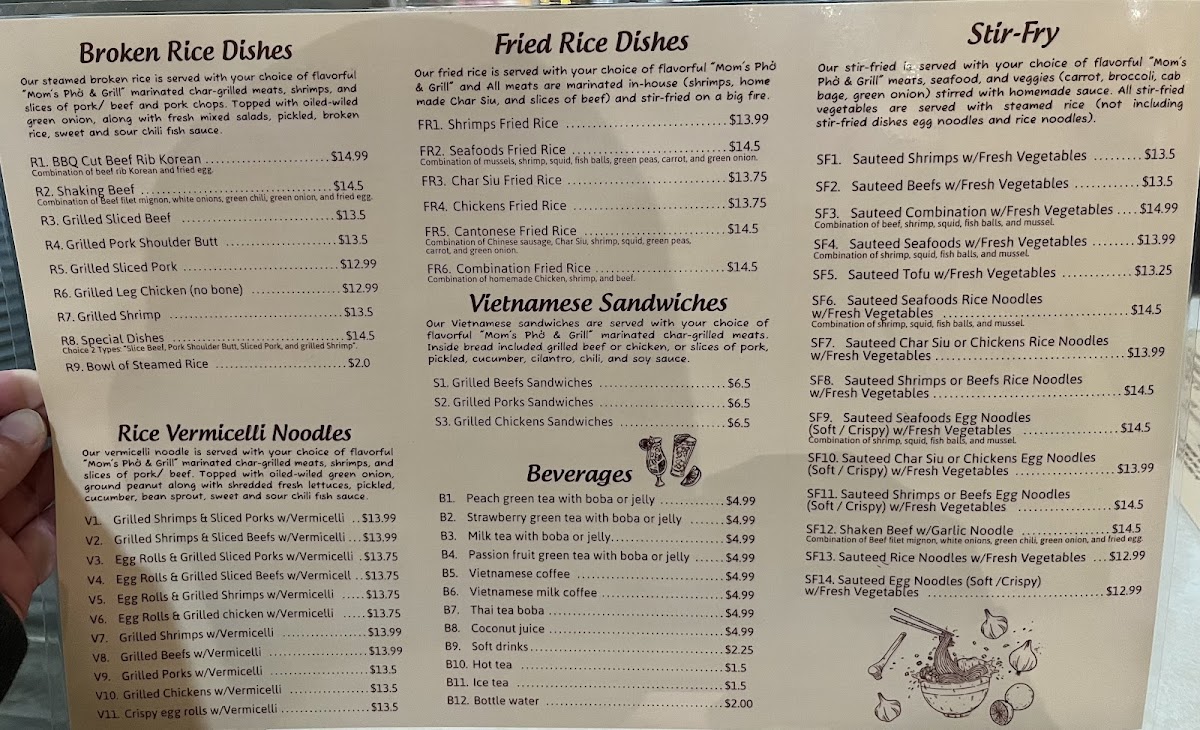 Broken Rice Dishes
Our steamed broken rice is served with your choice of flavorful
"Mom's Phở & Grill" marinated char-grilled meats, shrimps, and
slices of pork/ beef and pork chops. Topped with oiled-wiled
green onion, along with fresh mixed salads, pickled, broken
rice, sweet and sour chili fish sauce.
R1. BBQ Cut Beef Rib Korean ........ $14.99
Combination of beef rib Korean and fried egg.
R2. Shaking Beef ........ $14.5
Combination of Beef filet mignon, white onions, green chili, green onion, and fried egg.
R3. Grilled Sliced Beef ........ $13.5
R4. Grilled Pork Shoulder Butt ........ $13.5
R5. Grilled Sliced Pork ........ $12.99
R6. Grilled Leg Chicken (no bone) ........ $12.99
R7. Grilled Shrimp ........ $13.5
R8. Special Dishes ........ $14.5
Choice 2 Types: "Slice Beef, Pork Shoulder Butt, Sliced Pork, and grilled Shrimp".
R9. Bowl of Steamed Rice ........ $2.0
Rice Vermicelli Noodles
Our vermicelli noodle is served with your choice of flavorful
"Mom's Phở & Grill" marinated char-grilled meats, shrimps, and
slices of pork/ beef. Topped with oiled-wiled green onion,
ground peanut along with shredded fresh lettuces, pickled,
cucumber, bean sprout, sweet and sour chili fish sauce.
V1. Grilled Shrimps & Sliced Porks w/Vermicelli .. $13.99
V2. Grilled Shrimps & Sliced Beefs w/Vermicelli ... $13.99
V3. Egg Rolls & Grilled Sliced Porks w/Vermicelli . $13.75
V4. Egg Rolls & Grilled Sliced Beefs w/Vermicell .. $13.75
V5. Egg Rolls & Grilled Shrimps w/Vermicelli ..... $13.75
V6. Egg Rolls & Grilled chicken w/Vermicelli ..... $13.75
V7. Grilled Shrimps w/Vermicelli ........ $13.99
V8. Grilled Beefs w/Vermicelli ........ $13.99
V9. Grilled Porks w/Vermicelli ........ $13.5
V10. Grilled Chickens w/Vermicelli ........ $13.5
V11. Crispy egg rolls w/Vermicelli ........ $13.5
Fried Rice Dishes
Our fried rice is served with your choice of flavorful "Mom's Phở
& Grill" and All meats are marinated in-house (shrimps, home
made Char Siu, and slices of beef) and stir-fried on a big fire.
FR1. Shrimps Fried Rice ........ $13.99
FR2. Seafoods Fried Rice ........ $14.5
Combination of mussels, shrimp, squid, fish balls, green peas, carrot, and green onion.
FR3. Char Siu Fried Rice ........ $13.75
FR4. Chickens Fried Rice ........ $13.75
FR5. Cantonese Fried Rice ........ $14.5
Combination of Chinese sausage, Char Siu, shrimp, squid, green peas,
carrot, and green onion.
FR6. Combination Fried Rice ........ $14.5
Combination of homemade Chicken, shrimp, and beef.
Vietnamese Sandwiches
Our Vietnamese sandwiches are served with your choice of
flavorful "Mom's Phở & Grill" marinated char-grilled meats.
Inside bread included grilled beef or chicken, or slices of pork,
pickled, cucumber, cilantro, chili, and soy sauce.
S1. Grilled Beefs Sandwiches ........ $6.5
S2. Grilled Porks Sandwiches ........ $6.5
S3. Grilled Chickens Sandwiches ........ $6.5
Beverages
B1. Peach green tea with boba or jelly ........ $4.99
B2. Strawberry green tea with boba or jelly ........ $4.99
B3. Milk tea with boba or jelly ........ $4.99
B4. Passion fruit green tea with boba or jelly ...... $4.99
B5. Vietnamese coffee ........ $4.99
B6. Vietnamese milk coffee ........ $4.99
B7. Thai tea boba ........ $4.99
B8. Coconut juice ........ $4.99
B9. Soft drinks ........ $2.25
B10. Hot tea ........ $1.5
B11. Ice tea ........ $1.5
B12. Bottle water ........ $2.00
Stir-Fry
Our stir-fried is served with your choice of flavorful "Mom's
Phở & Grill" meats, seafood, and veggies (carrot, broccoli, cab
bage, green onion) stirred with homemade sauce. All stir-fried
vegetables are served with steamed rice (not including
stir-fried dishes egg noodles and rice noodles).
SF1. Sauteed Shrimps w/Fresh Vegetables ........ $13.5
SF2. Sauteed Beefs w/Fresh Vegetables ........ $13.5
SF3. Sauteed Combination w/Fresh Vegetables .... $14.99
Combination of beef, shrimp, squid, fish balls, and mussel.
SF4. Sauteed Seafoods w/Fresh Vegetables ........ $13.99
Combination of shrimp, squid, fish balls, and mussel.
SF5. Sauteed Tofu w/Fresh Vegetables ........ $13.25
SF6. Sauteed Seafoods Rice Noodles
w/Fresh Vegetables ........ $14.5
Combination of shrimp, squid, fish balls, and mussel.
SF7. Sauteed Char Siu or Chickens Rice Noodles
w/Fresh Vegetables ........ $13.99
SF8. Sauteed Shrimps or Beefs Rice Noodles
w/Fresh Vegetables ........ $14.5
SF9. Sauteed Seafoods Egg Noodles
(Soft / Crispy) w/Fresh Vegetables ........ $14.5
Combination of shrimp, squid, fish balls, and mussel.
SF10. Sauteed Char Siu or Chickens Egg Noodles
(Soft / Crispy) w/Fresh Vegetables ........ $13.99
SF11. Sauteed Shrimps or Beefs Egg Noodles
(Soft / Crispy) w/Fresh Vegetables ........ $14.5
SF12. Shaken Beef w/Garlic Noodle ........ $14.5
Combination of Beef filet mignon, white onions, green chili, green onion, and fried egg.
SF13. Sauteed Rice Noodles w/Fresh Vegetables ... $12.99
SF14. Sauteed Egg Noodles (Soft /Crispy)
w/Fresh Vegetables ........ $12.99